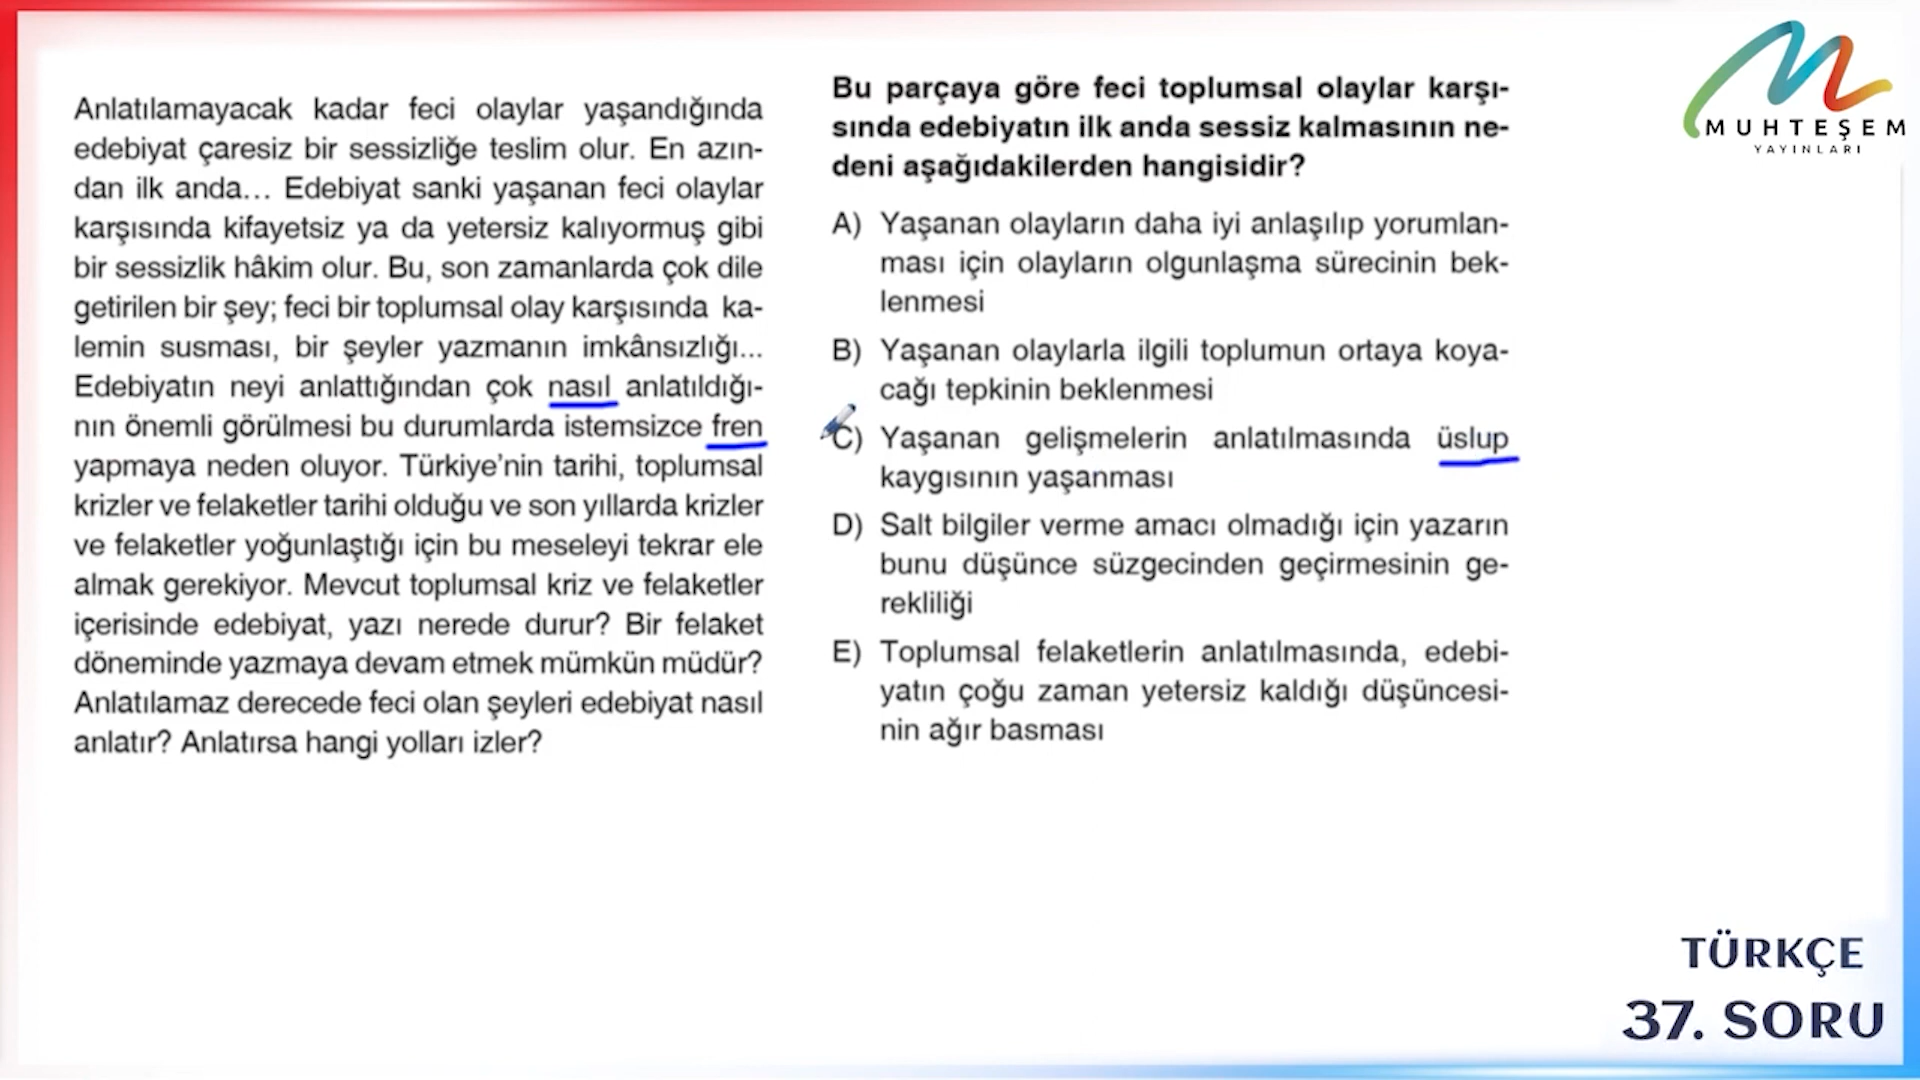 Anlatılamayacak kadar feci olaylar yaşandığında
edebiyat çaresiz bir sessizliğe teslim olur. En azın-
dan ilk anda... Edebiyat sanki yaşanan feci olaylar
karşısında kifayetsiz ya da yetersiz kalıyormuş gibi
bir sessizlik hâkim olur. Bu, son zamanlarda çok dile
getirilen bir şey; feci bir toplumsal olay karşısında ka-
lemin susması, bir şeyler yazmanın imkânsızlığı...
Edebiyatın neyi anlattığından çok nasıl anlatıldığı-
nın önemli görülmesi bu durumlarda istemsizce fren
yapmaya neden oluyor. Türkiye'nin tarihi, toplumsal
krizler ve felaketler tarihi olduğu ve son yıllarda krizler
ve felaketler yoğunlaştığı için bu meseleyi tekrar ele
almak gerekiyor. Mevcut toplumsal kriz ve felaketler
içerisinde edebiyat, yazı nerede durur? Bir felaket
döneminde yazmaya devam etmek mümkün müdür?
Anlatılamaz derecede feci olan şeyleri edebiyat nasıl
anlatır? Anlatırsa hangi yolları izler?
Bu parçaya göre feci toplumsal olaylar karşı-
sında edebiyatın ilk anda sessiz kalmasının ne-
deni aşağıdakilerden hangisidir?
A) Yaşanan olayların daha iyi anlaşılıp yorumlan-
ması için olayların olgunlaşma sürecinin bek-
lenmesi
B) Yaşanan olaylarla ilgili toplumun ortaya koya-
cağı tepkinin beklenmesi
C) Yaşanan gelişmelerin anlatılmasında üslup
kaygısının yaşanması
D) Salt bilgiler verme amacı olmadığı için yazarın
bunu düşünce süzgecinden geçirmesinin ge-
rekliliği
E) Toplumsal felaketlerin anlatılmasında, edebi-
yatın çoğu zaman yetersiz kaldığı düşüncesi-
nin ağır basması
MUHTEŞEM
YAYINLARI
TÜRKÇE
37. SORU